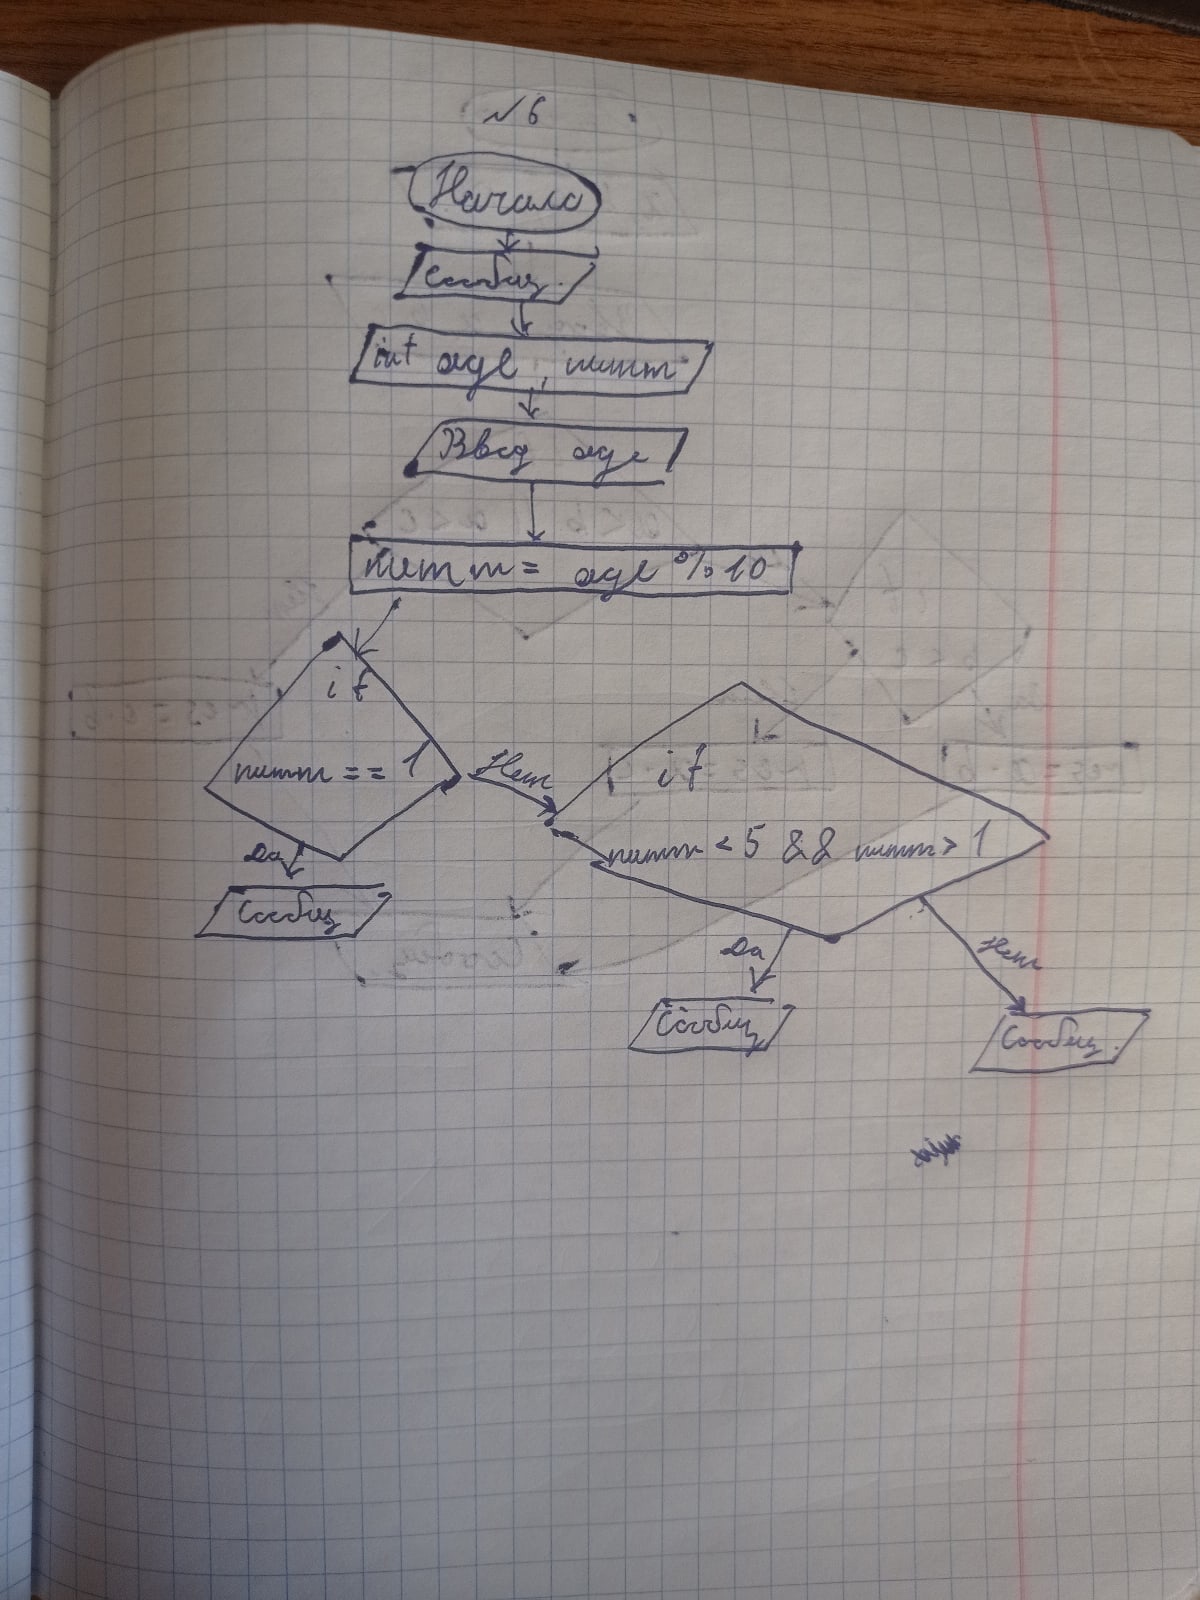 №6
Начало
Сообщ.
int age, numm
Ввод age
numm = age % 10
if
numm == 1
Нет
if
numm < 5 && numm > 1
Да
Сообщ
Да
Нет
Сообщ
Сообщ.